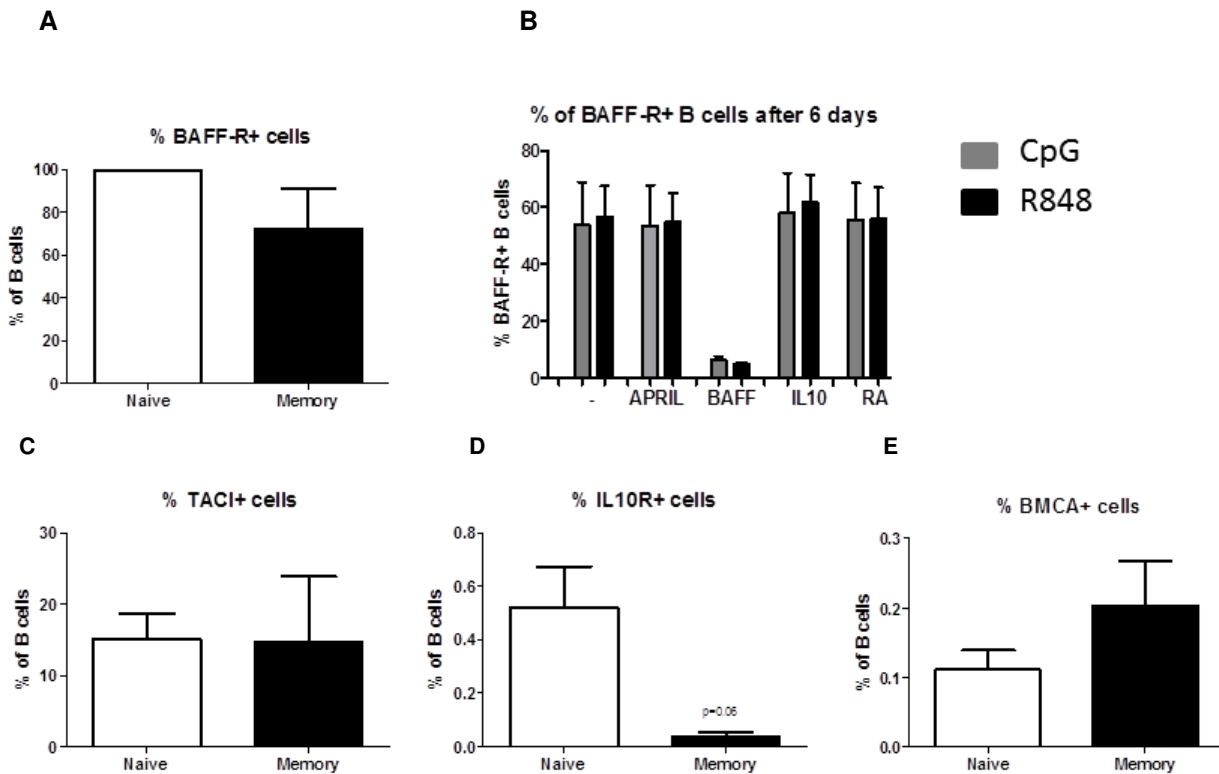 A
B
% BAFF-R+ cells
% of B cells
100
80
60
40
20
0
Naive
Memory
% of BAFF-R+ B cells after 6 days
% BAFF-R+ B cells
80
60
40
20
0
-
APRIL
BAFF
IL10
RA
CpG
R848
C
D
E
% TACI+ cells
% of B cells
30
20
10
0
Naive
Memory
% IL10R+ cells
% of B cells
0.8
0.6
0.4
0.2
0.0
p=0.06
Naive
Memory
% BMCA+ cells
% of B cells
0.3
0.2
0.1
0.0
Naive
Memory